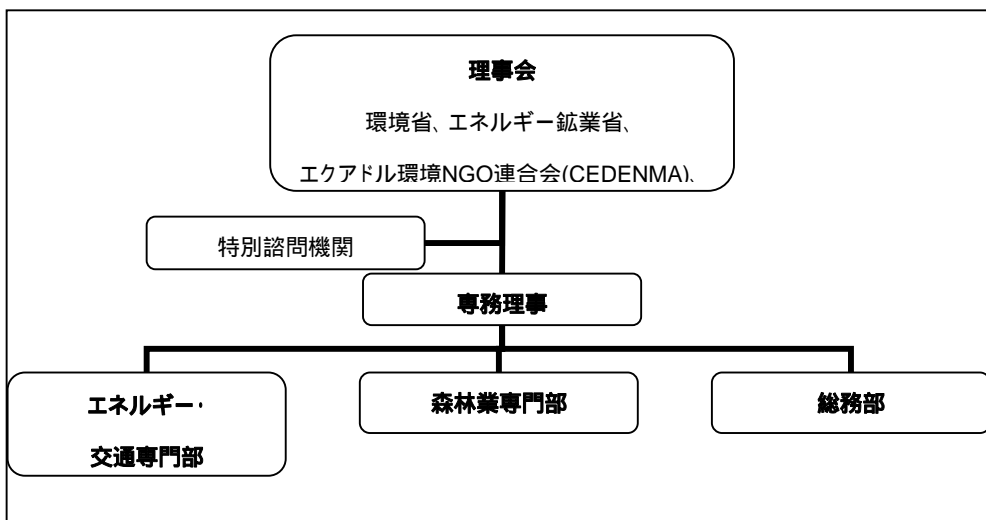 理事会
環境省、エネルギー鉱業省、
エクアドル環境NGO連合会(CEDENMA)、
特別諮問機関
専務理事
エネルギー・
交通専門部
森林業専門部
総務部